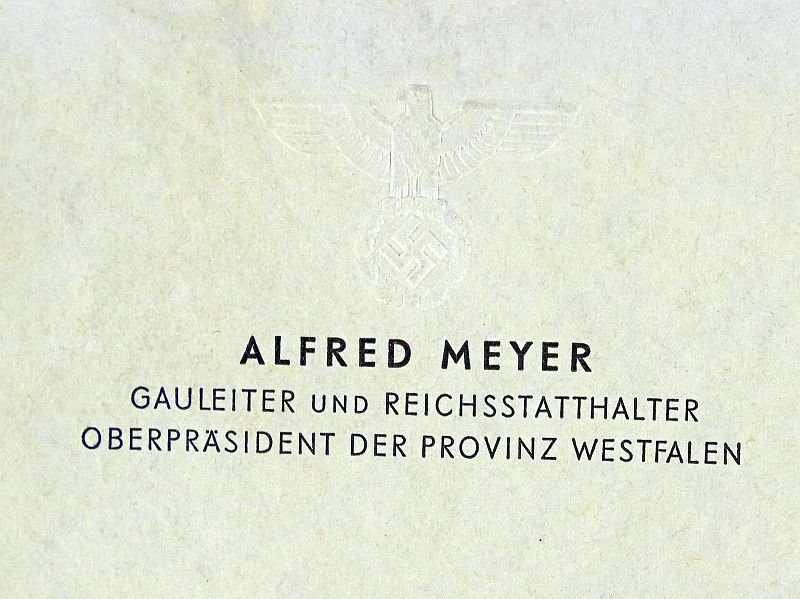 ALFRED MEYER
GAULEITER UND REICHSSTATTHALTER
OBERPRÄSIDENT DER PROVINZ WESTFALEN